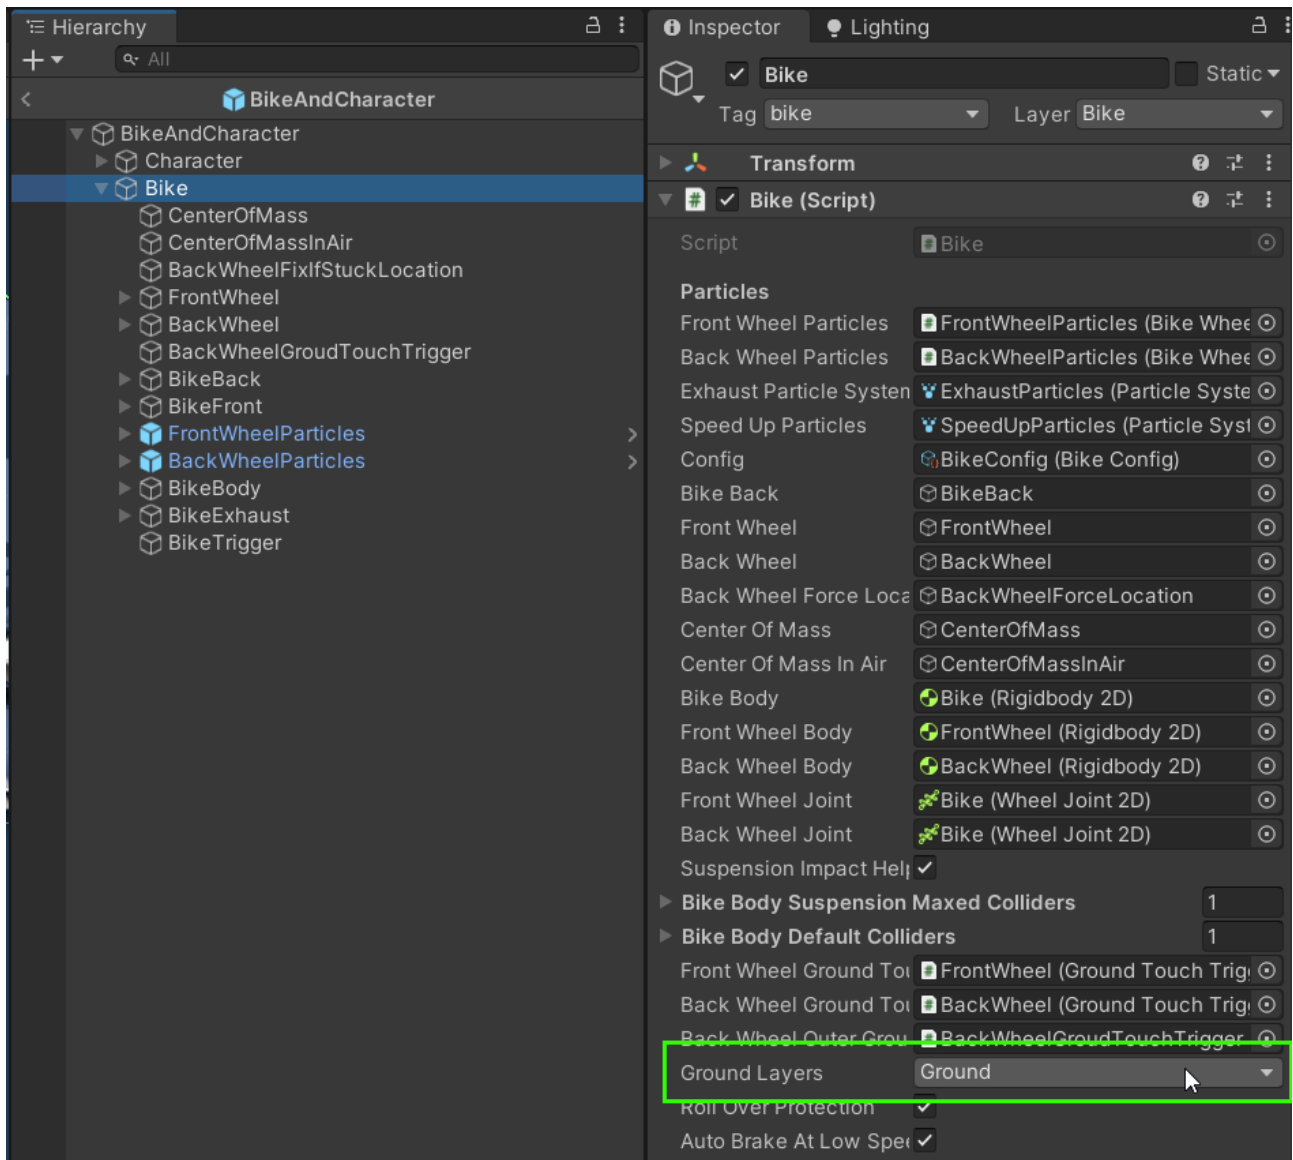 Hierarchy
All
BikeAndCharacter
BikeAndCharacter
Character
Bike
CenterOfMass
CenterOfMassInAir
BackWheelFixIfStuckLocation
FrontWheel
BackWheel
BackWheelGroudTouchTrigger
BikeBack
BikeFront
FrontWheelParticles
BackWheelParticles
BikeBody
BikeExhaust
BikeTrigger
Inspector Lighting
Bike Static
Tag bike Layer Bike
Transform
Bike (Script)
Script Bike
Particles
Front Wheel Particles FrontWheelParticles (Bike Whee
Back Wheel Particles BackWheelParticles (Bike Whee
Exhaust Particle System ExhaustParticles (Particle Syste
Speed Up Particles SpeedUpParticles (Particle Syst
Config BikeConfig (Bike Config)
Bike Back BikeBack
Front Wheel FrontWheel
Back Wheel BackWheel
Back Wheel Force Loca BackWheelForceLocation
Center Of Mass CenterOfMass
Center Of Mass In Air CenterOfMassInAir
Bike Body Bike (Rigidbody 2D)
Front Wheel Body FrontWheel (Rigidbody 2D)
Back Wheel Body BackWheel (Rigidbody 2D)
Front Wheel Joint Bike (Wheel Joint 2D)
Back Wheel Joint Bike (Wheel Joint 2D)
Suspension Impact Help
Bike Body Suspension Maxed Colliders 1
Bike Body Default Colliders 1
Front Wheel Ground Tou FrontWheel (Ground Touch Trigg
Back Wheel Ground Tou BackWheel (Ground Touch Trigg
Back Wheel Outer Grou BackWheelGroudTouchTrigger
Ground Layers Ground
Roll Over Protection
Auto Brake At Low Spee